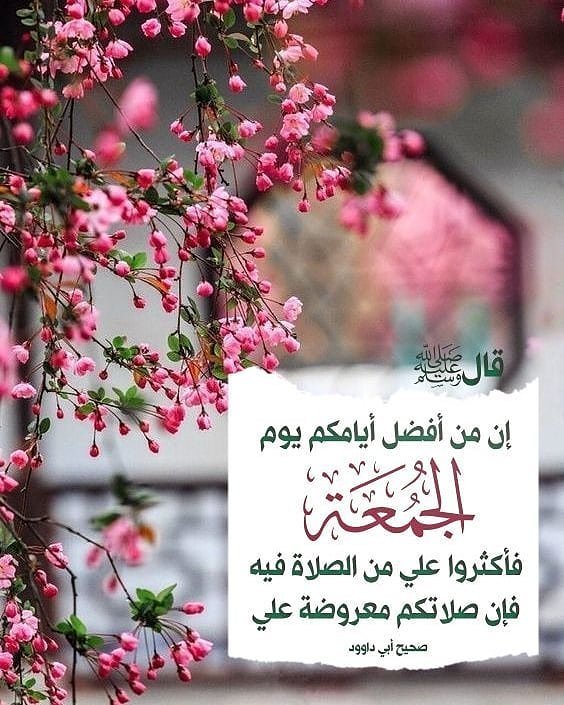 قال صلى الله عليه وسلم
إن من أفضل أيامكم يوم
الجُمُعَة
فأكثروا علي من الصلاة فيه
فإن صلاتكم معروضة علي
صحيح أبي داوود